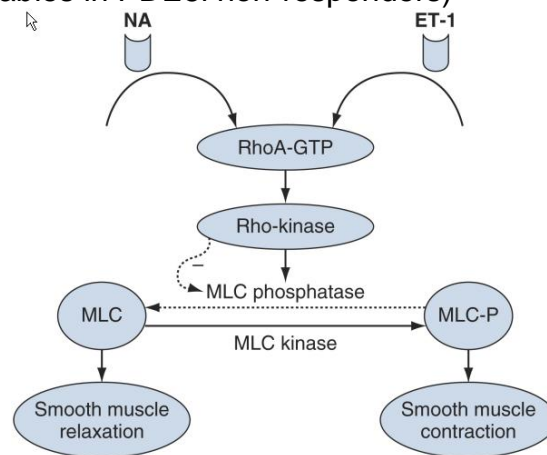 NA
ET-1
RhoA-GTP
Rho-kinase
–
MLC phosphatase
MLC
MLC-P
MLC kinase
Smooth muscle
relaxation
Smooth muscle
contraction